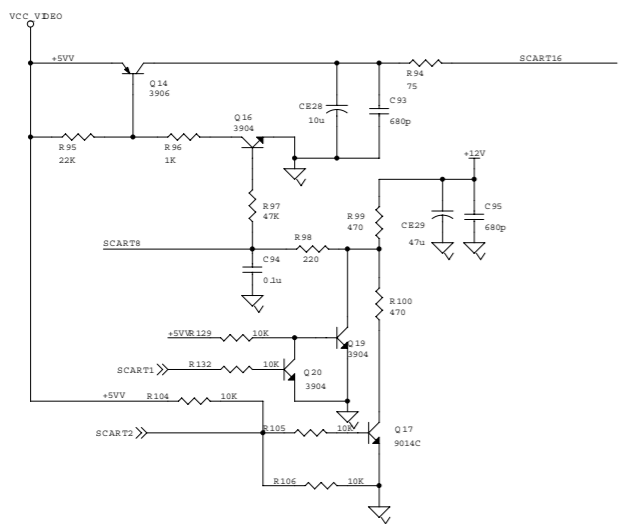 VCC_VIDEO
+5VV
Q14
3906
R94
75
SCART16
CE28
10u
C93
680p
R95
22K
R96
1K
Q16
3904
+12V
R97
47K
R99
470
CE29
47u
C95
680p
SCART8
R98
220
C94
0.1u
R100
470
+5VV
R129
10K
Q19
3904
SCART1
R132
10K
Q20
3904
+5VV
R104
10K
SCART2
R105
10K
Q17
9014C
R106
10K